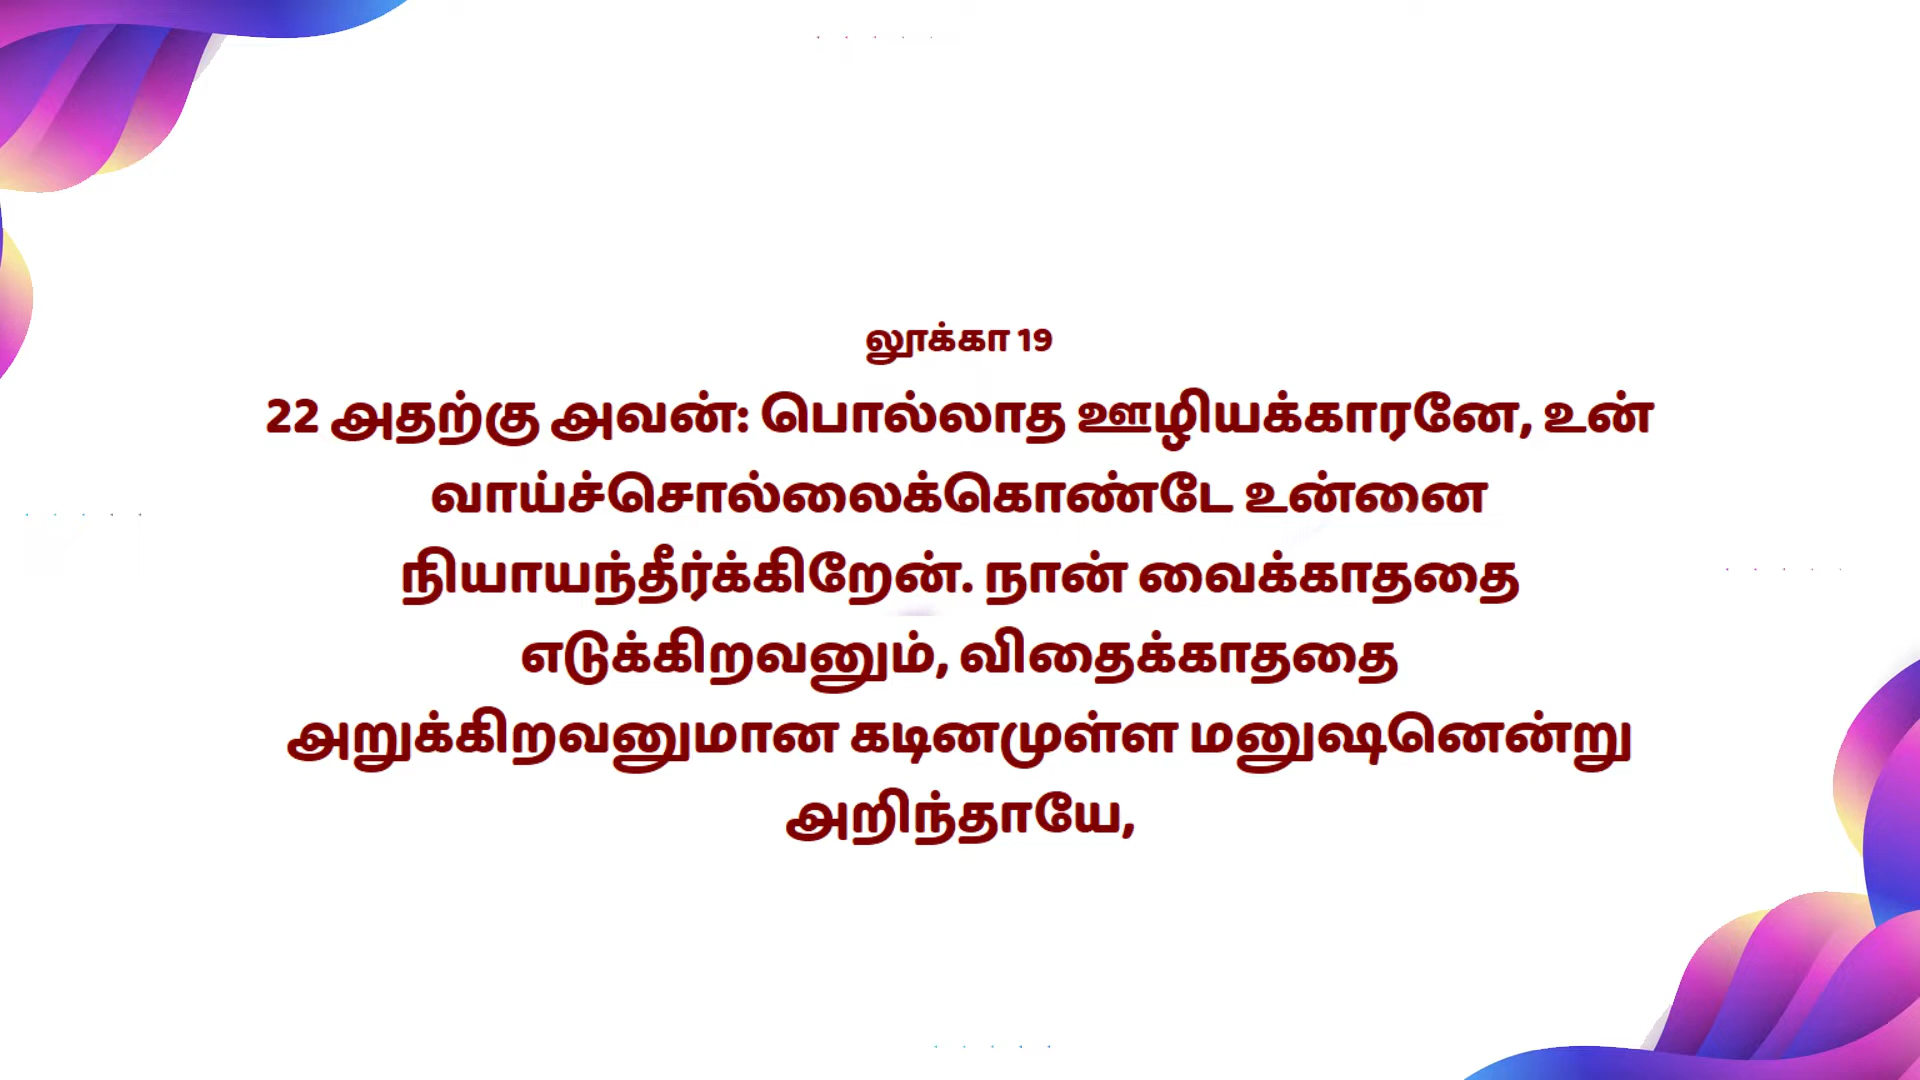 லூக்கா 19
22 அதற்கு அவன்: பொல்லாத ஊழியக்காரனே, உன்
வாய்ச்சொல்லைக்கொண்டே உன்னை
நியாயந்தீர்க்கிறேன். நான் வைக்காததை
எடுக்கிறவனும், விதைக்காததை
அறுக்கிறவனுமான கடினமுள்ள மனுஷனென்று
அறிந்தாயே,